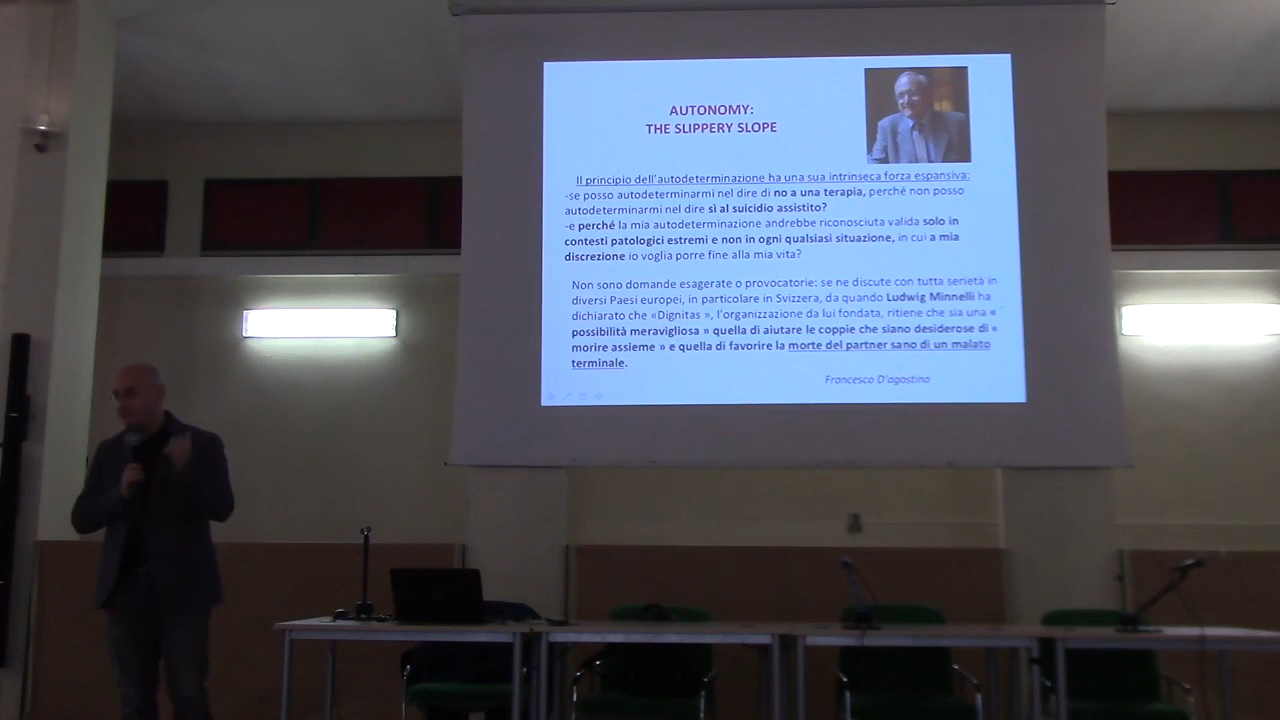 AUTONOMY:
THE SLIPPERY SLOPE
Il principio dell'autodeterminazione ha una sua intrinseca forza espansiva:
-se posso autodeterminarmi nel dire di no a una terapia, perché non posso
autodeterminarmi nel dire sì al suicidio assistito?
-e perché la mia autodeterminazione andrebbe riconosciuta valida solo in
contesti patologici estremi e non in ogni qualsiasi situazione, in cui a mia
discrezione io voglia porre fine alla mia vita?
Non sono domande esagerate o provocatorie: se ne discute con tutta serietà in
diversi Paesi europei, in particolare in Svizzera, da quando Ludwig Minnelli ha
dichiarato che «Dignitas », l'organizzazione da lui fondata, ritiene che sia una «
possibilità meravigliosa » quella di aiutare le coppie che siano desiderose di «
morire assieme » e quella di favorire la morte del partner sano di un malato
terminale.
Francesco D'agostino